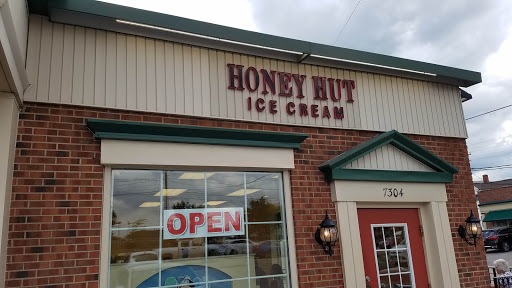 HONEY HUT
ICE CREAM
7304
OPEN